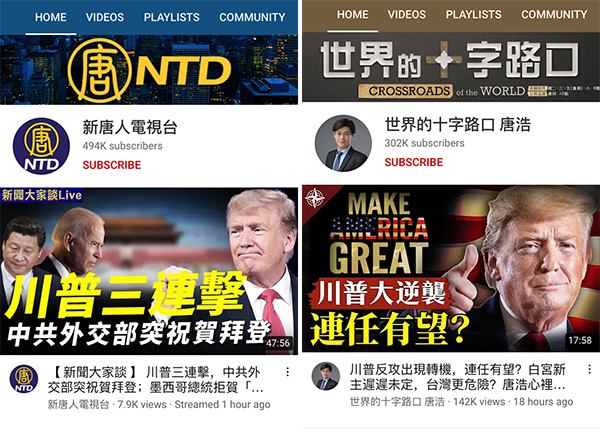 HOME VIDEOS PLAYLISTS COMMUNITY
唐 NTD
唐
NTD
新唐人電視台
494K subscribers
SUBSCRIBE
新聞大家談Live
川普三連擊
中共外交部突祝賀拜登
47:56
唐
NTD
【 新聞大家談 】 川普三連擊，中共外
交部突祝賀拜登；墨西哥總統拒賀「...
新唐人電視台 · 7.9K views · Streamed 1 hour ago
HOME VIDEOS PLAYLISTS COMMUNITY
世界的十字路口
CROSSROADS of the WORLD
世界的十字路口 唐浩
302K subscribers
SUBSCRIBE
MAKE
AMERICA
GREAT
川普大逆襲
連任有望?
17:58
川普反攻出現轉機，連任有望？白宮新
主遲遲未定，台灣更危險？唐浩心裡...
世界的十字路口 唐浩 · 142K views · 18 hours ago